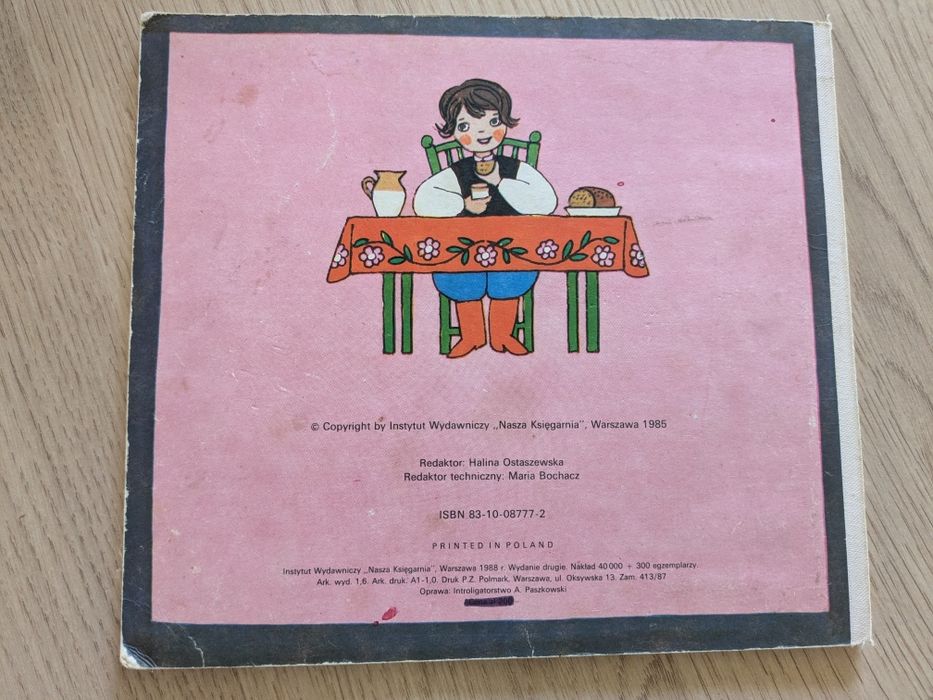 © Copyright by Instytut Wydawniczy „Nasza Księgarnia", Warszawa 1985
Redaktor: Halina Ostaszewska
Redaktor techniczny: Maria Bochacz
ISBN 83-10-08777-2
PRINTED IN POLAND
Instytut Wydawniczy „Nasza Księgarnia", Warszawa 1988 r. Wydanie drugie. Nakład 40 000 + 300 egzemplarzy.
Ark. wyd. 1,6. Ark. druk. A1-1,0. Druk P.Z. Polmark, Warszawa, ul. Oksywska 13. Zam. 413/87
Oprawa: Introligatorstwo A. Paszkowski